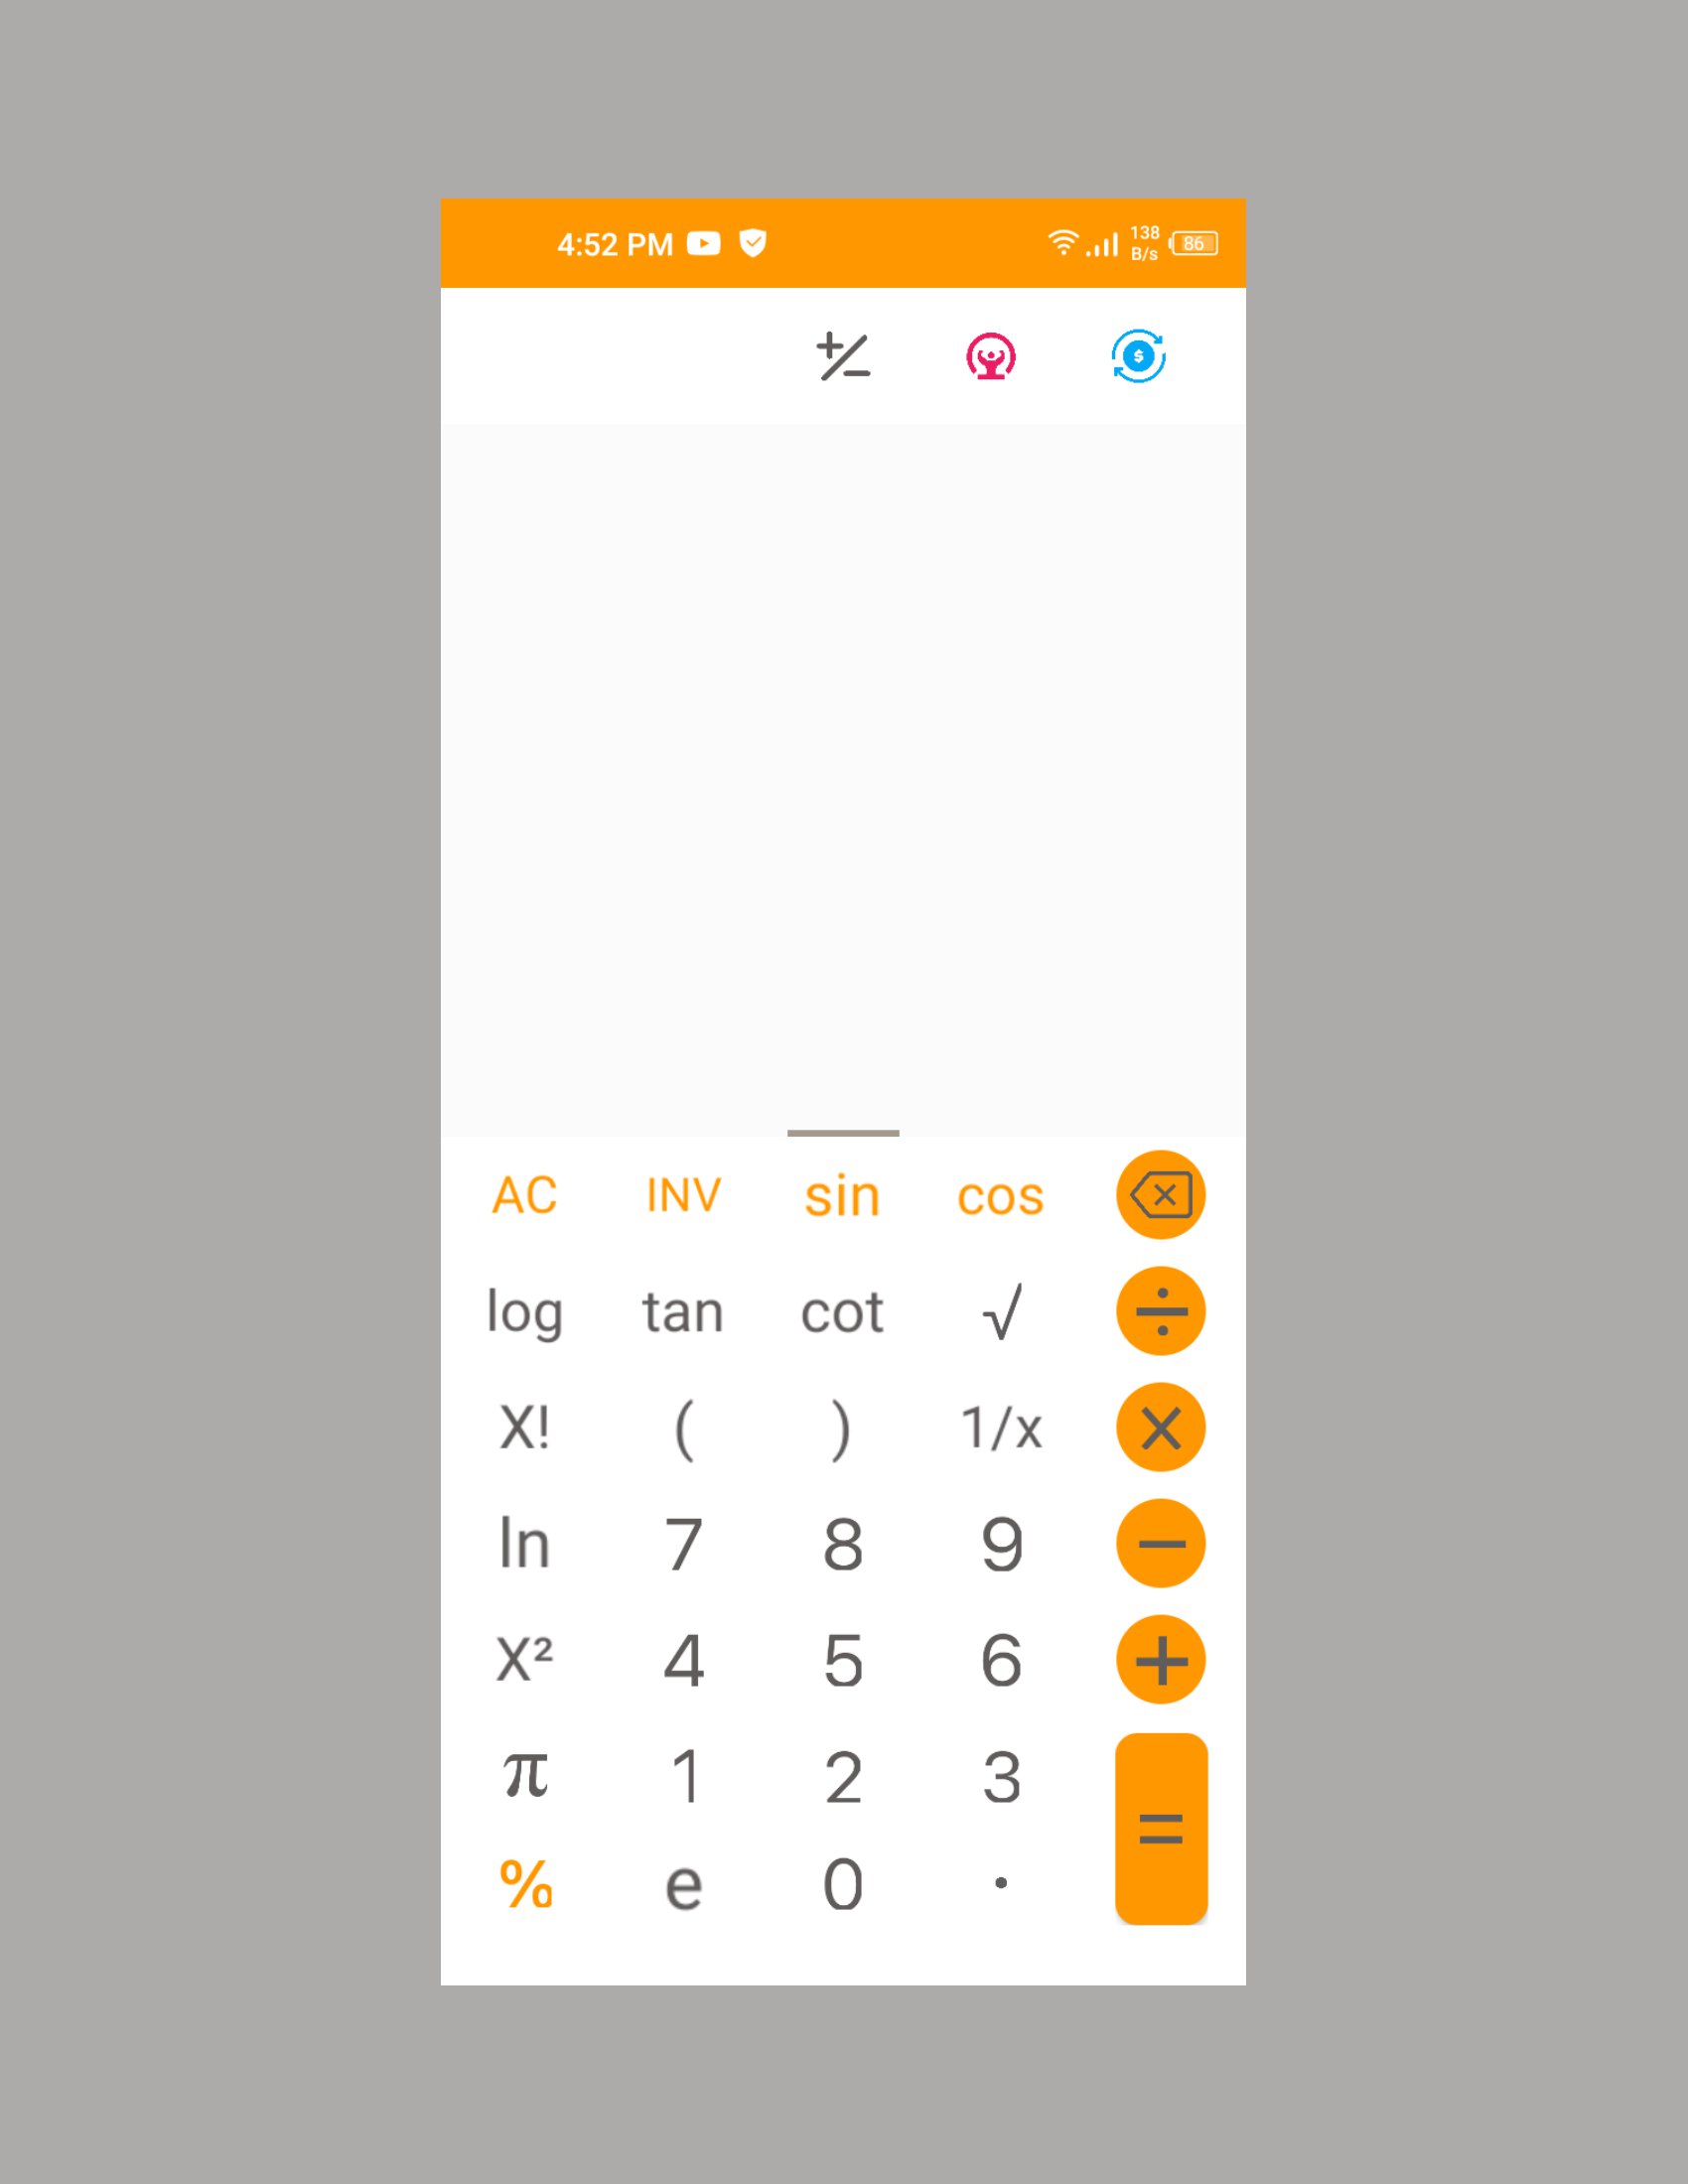 4:52 PM 138 B/s 86
AC INV sin cos
log tan cot √ ÷
X! ( ) 1/x ×
ln 7 8 9 −
X² 4 5 6 +
π 1 2 3 =
% e 0 .